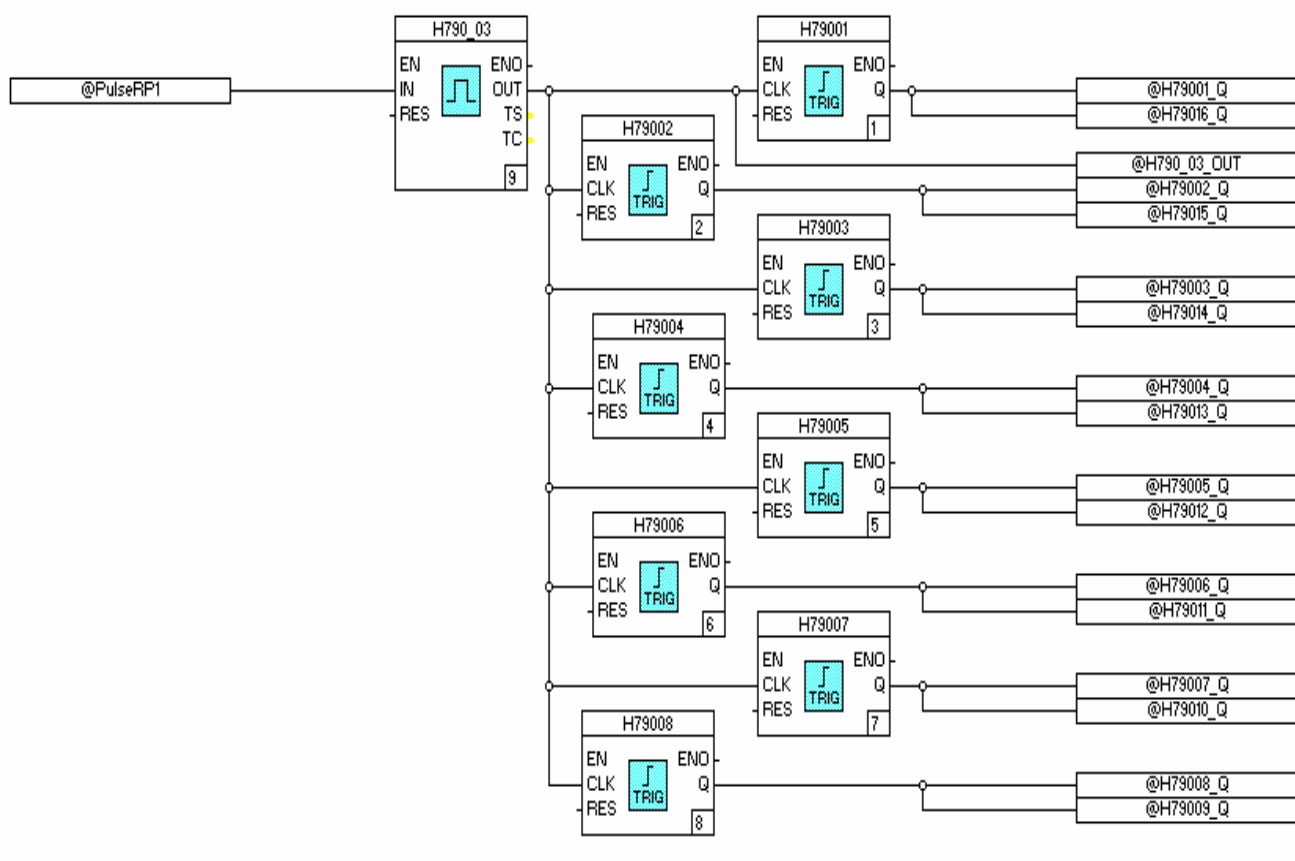 H790_03
EN ENO
IN OUT
RES TS
TC
9
@PulseRP1
H79001
EN ENO
CLK Q
TRIG
RES
1
@H79001_Q
@H79016_Q
@H790_03_OUT
H79002
EN ENO
CLK Q
TRIG
RES
2
@H79002_Q
@H79015_Q
H79003
EN ENO
CLK Q
TRIG
RES
3
@H79003_Q
@H79014_Q
H79004
EN ENO
CLK Q
TRIG
RES
4
@H79004_Q
@H79013_Q
H79005
EN ENO
CLK Q
TRIG
RES
5
@H79005_Q
@H79012_Q
H79006
EN ENO
CLK Q
TRIG
RES
6
@H79006_Q
@H79011_Q
H79007
EN ENO
CLK Q
TRIG
RES
7
@H79007_Q
@H79010_Q
H79008
EN ENO
CLK Q
TRIG
RES
8
@H79008_Q
@H79009_Q